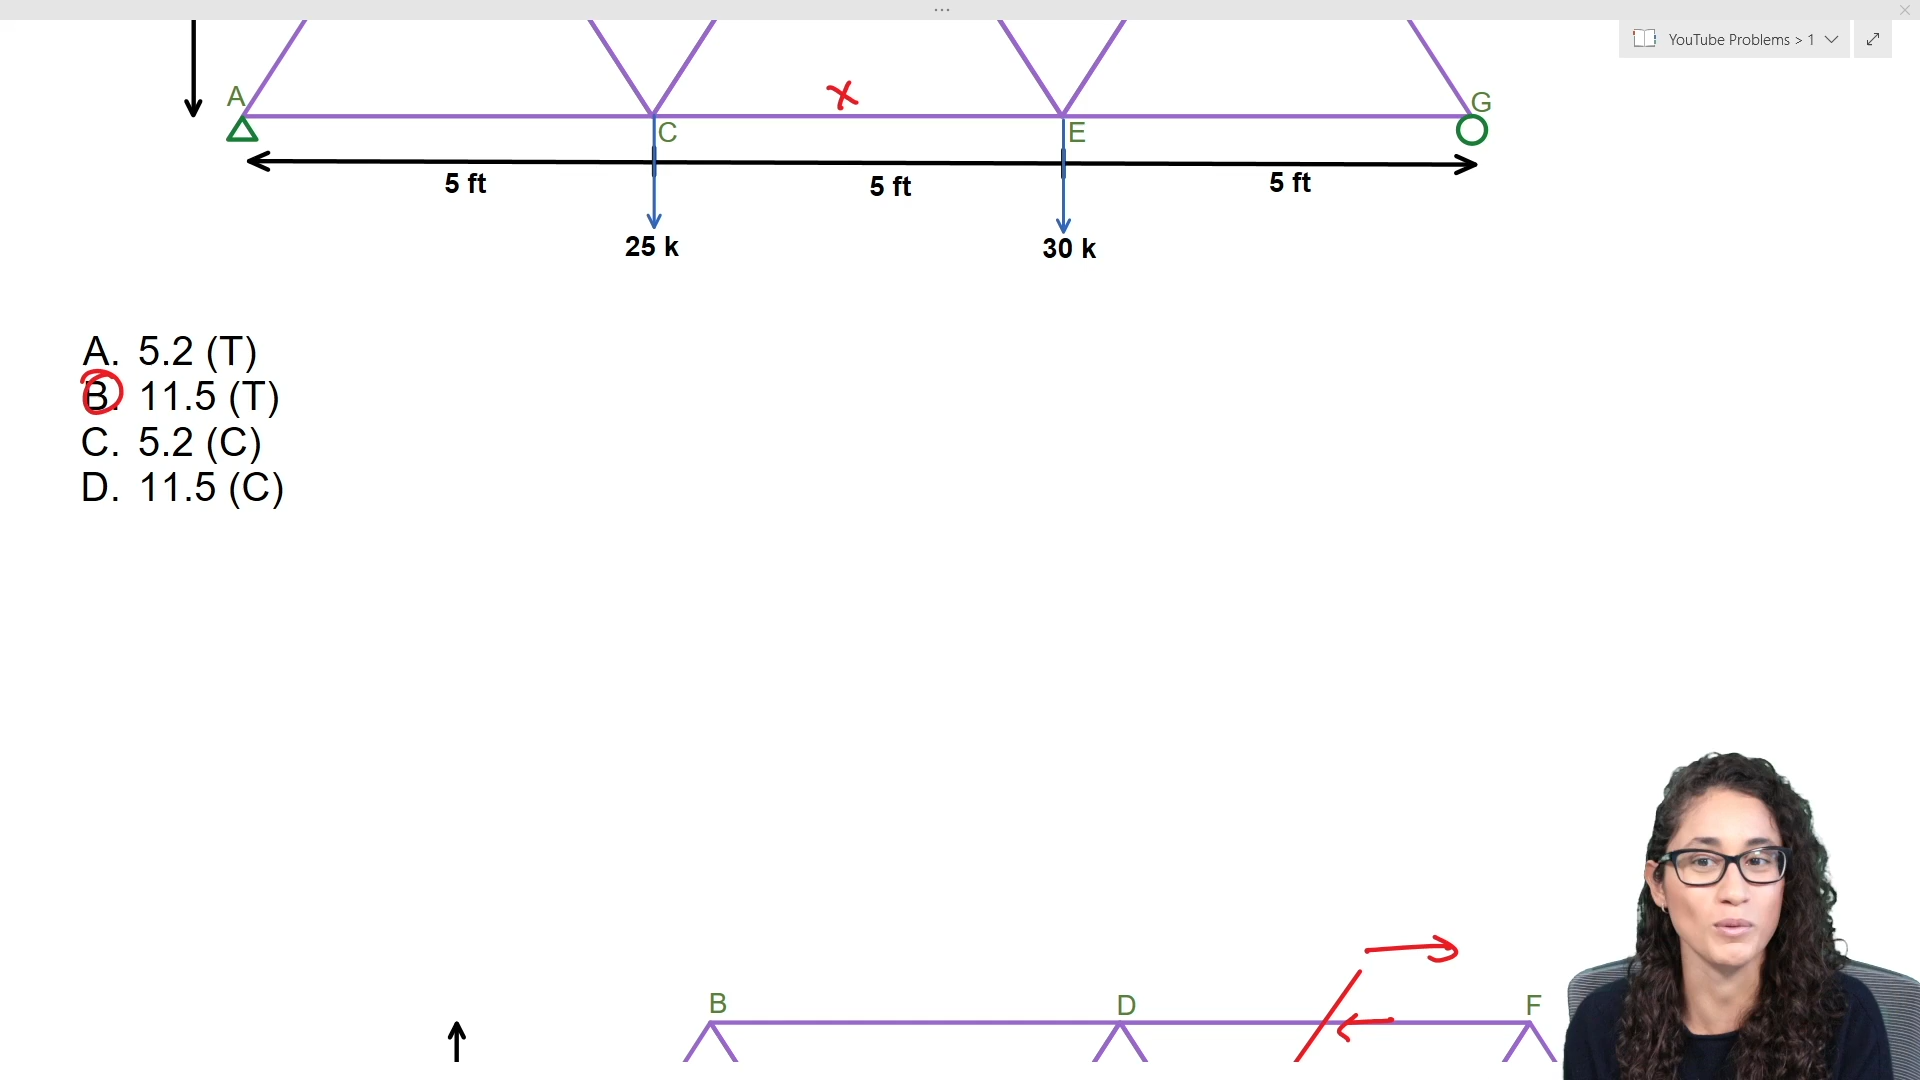 YouTube Problems > 1
A
G
x
C
E
5 ft
5 ft
5 ft
25 k
30 k
A. 5.2 (T)
B. 11.5 (T)
C. 5.2 (C)
D. 11.5 (C)
B
D
F